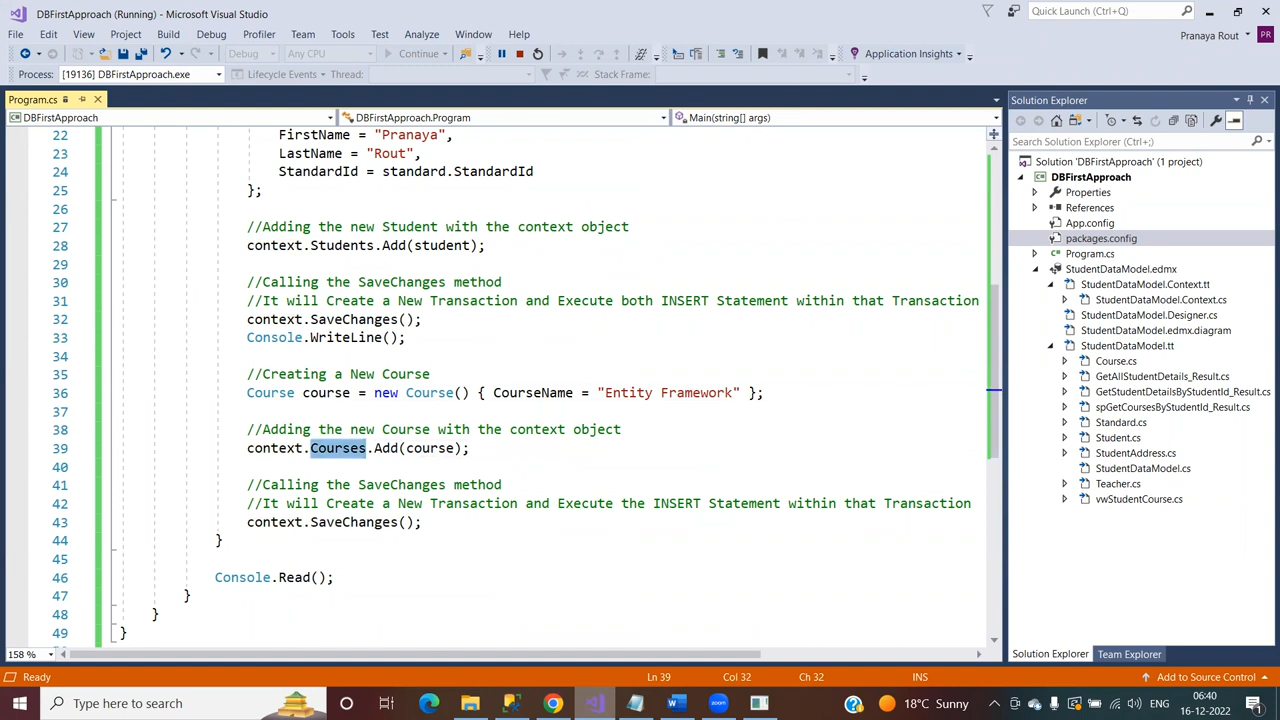 DBFirstApproach (Running) - Microsoft Visual Studio
Quick Launch (Ctrl+Q)
File Edit View Project Build Debug Profiler Team Tools Test Analyze Window Help
Pranaya Rout PR
Debug Any CPU Continue Application Insights
Process: [19136] DBFirstApproach.exe Lifecycle Events Thread: Stack Frame:
Program.cs
DBFirstApproach DBFirstApproach.Program Main(string[] args)
22 FirstName = "Pranaya",
23 LastName = "Rout",
24 StandardId = standard.StandardId
25 };
26
27 //Adding the new Student with the context object
28 context.Students.Add(student);
29
30 //Calling the SaveChanges method
31 //It will Create a New Transaction and Execute both INSERT Statement within that Transaction
32 context.SaveChanges();
33 Console.WriteLine();
34
35 //Creating a New Course
36 Course course = new Course() { CourseName = "Entity Framework" };
37
38 //Adding the new Course with the context object
39 context.Courses.Add(course);
40
41 //Calling the SaveChanges method
42 //It will Create a New Transaction and Execute the INSERT Statement within that Transaction
43 context.SaveChanges();
44 }
45
46 Console.Read();
47 }
48 }
49 }
158 %
Solution Explorer
Search Solution Explorer (Ctrl+;)
Solution 'DBFirstApproach' (1 project)
DBFirstApproach
Properties
References
App.config
packages.config
Program.cs
StudentDataModel.edmx
StudentDataModel.Context.tt
StudentDataModel.Context.cs
StudentDataModel.Designer.cs
StudentDataModel.edmx.diagram
StudentDataModel.tt
Course.cs
GetAllStudentDetails_Result.cs
GetStudentDetailsByStudentId_Result.cs
spGetCoursesByStudentId_Result.cs
Standard.cs
Student.cs
StudentAddress.cs
StudentDataModel.cs
Teacher.cs
vwStudentCourse.cs
Solution Explorer Team Explorer
Ready Ln 39 Col 32 Ch 32 INS Add to Source Control
Type here to search
zoom
18°C Sunny
06:40
16-12-2022